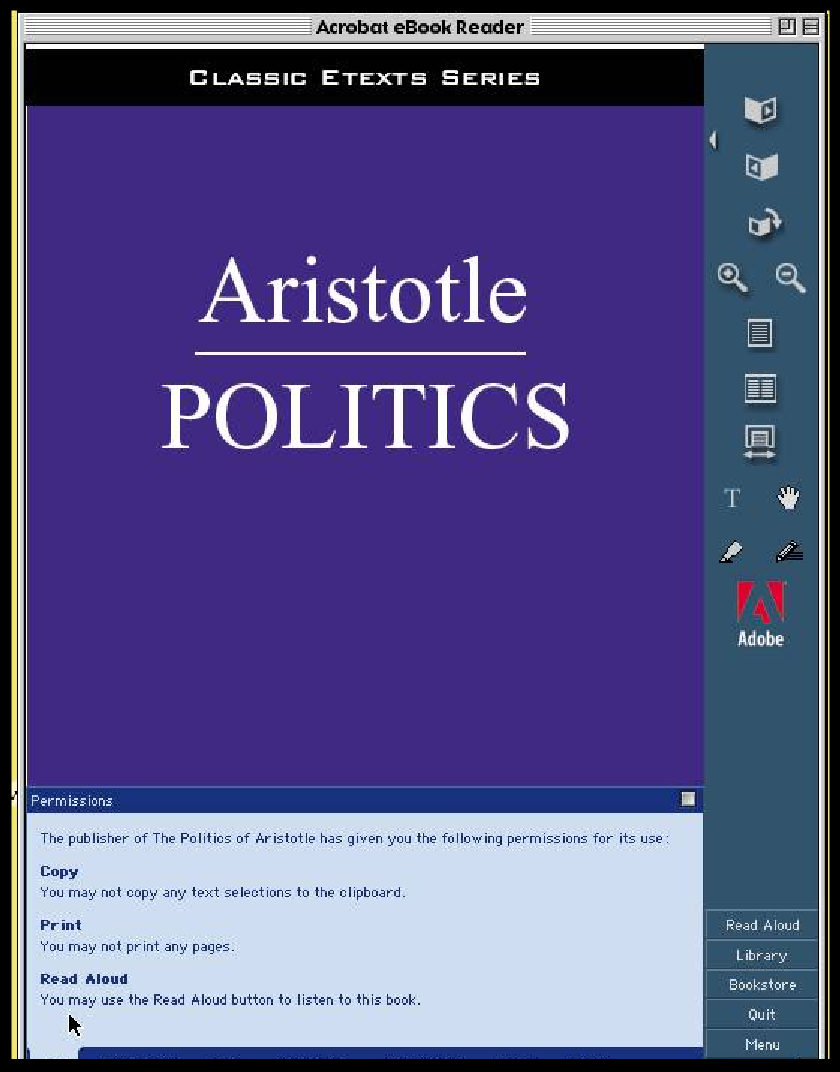 Acrobat eBook Reader
CLASSIC ETEXTS SERIES
Aristotle
POLITICS
T
Adobe
Permissions
The publisher of The Politics of Aristotle has given you the following permissions for its use:
Copy
You may not copy any text selections to the clipboard.
Print
You may not print any pages.
Read Aloud
You may use the Read Aloud button to listen to this book.
Read Aloud
Library
Bookstore
Quit
Menu